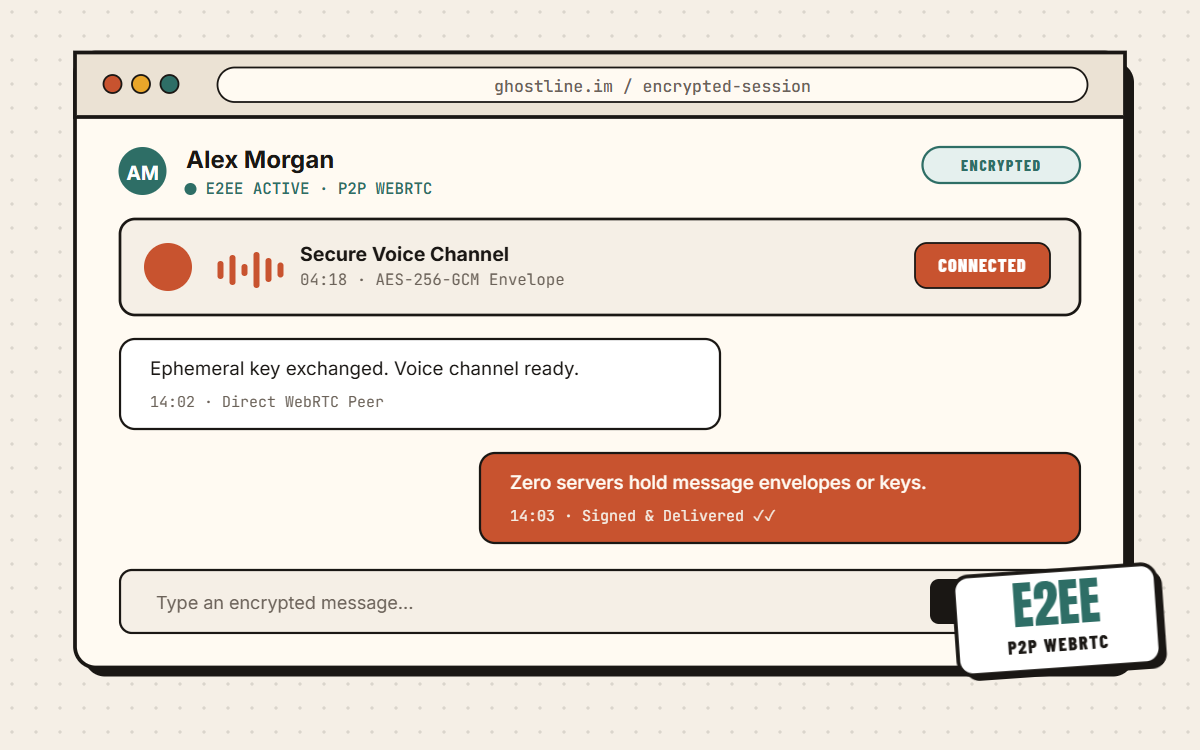 ghostline.im / encrypted-session
AM
Alex Morgan
E2EE ACTIVE · P2P WEBRTC
ENCRYPTED
Secure Voice Channel
04:18 · AES-256-GCM Envelope
CONNECTED
Ephemeral key exchanged. Voice channel ready.
14:02 · Direct WebRTC Peer
Zero servers hold message envelopes or keys.
14:03 · Signed & Delivered ✓✓
Type an encrypted message...
E2EE
P2P WEBRTC